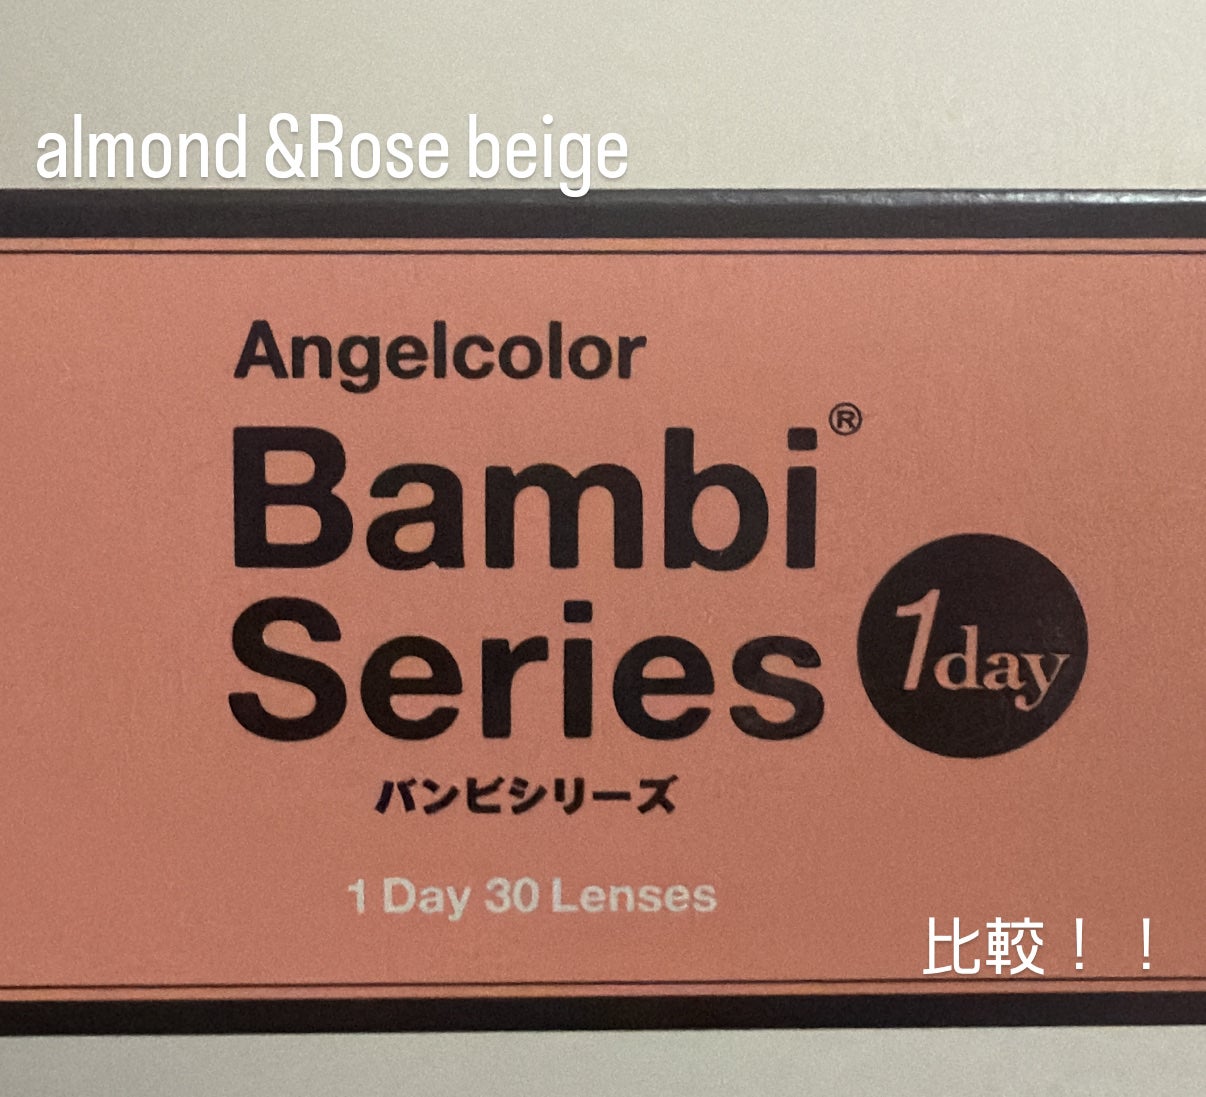 almond &Rose beige
Angelcolor
Bambi®
Series
1day
バンビシリーズ
1 Day 30 Lenses
比較！！